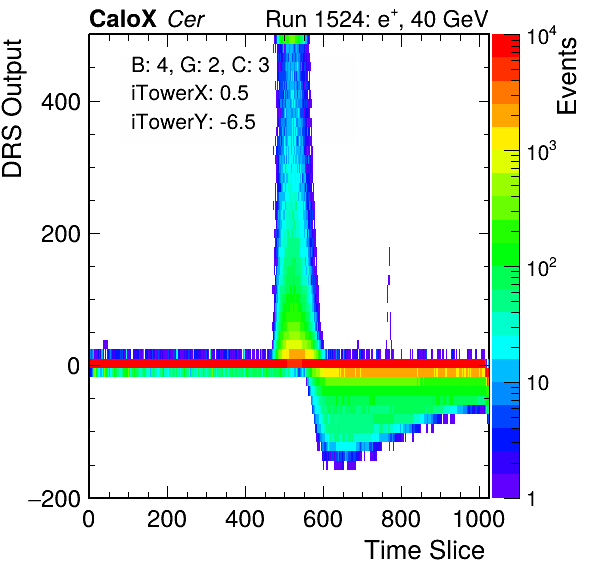 CaloX Cer
Run 1524: e+, 40 GeV
B: 4, G: 2, C: 3
iTowerX: 0.5
iTowerY: -6.5
DRS Output
400
200
0
−200
0
200
400
600
800
1000
Time Slice
Events
10^4
10^3
10^2
10
1